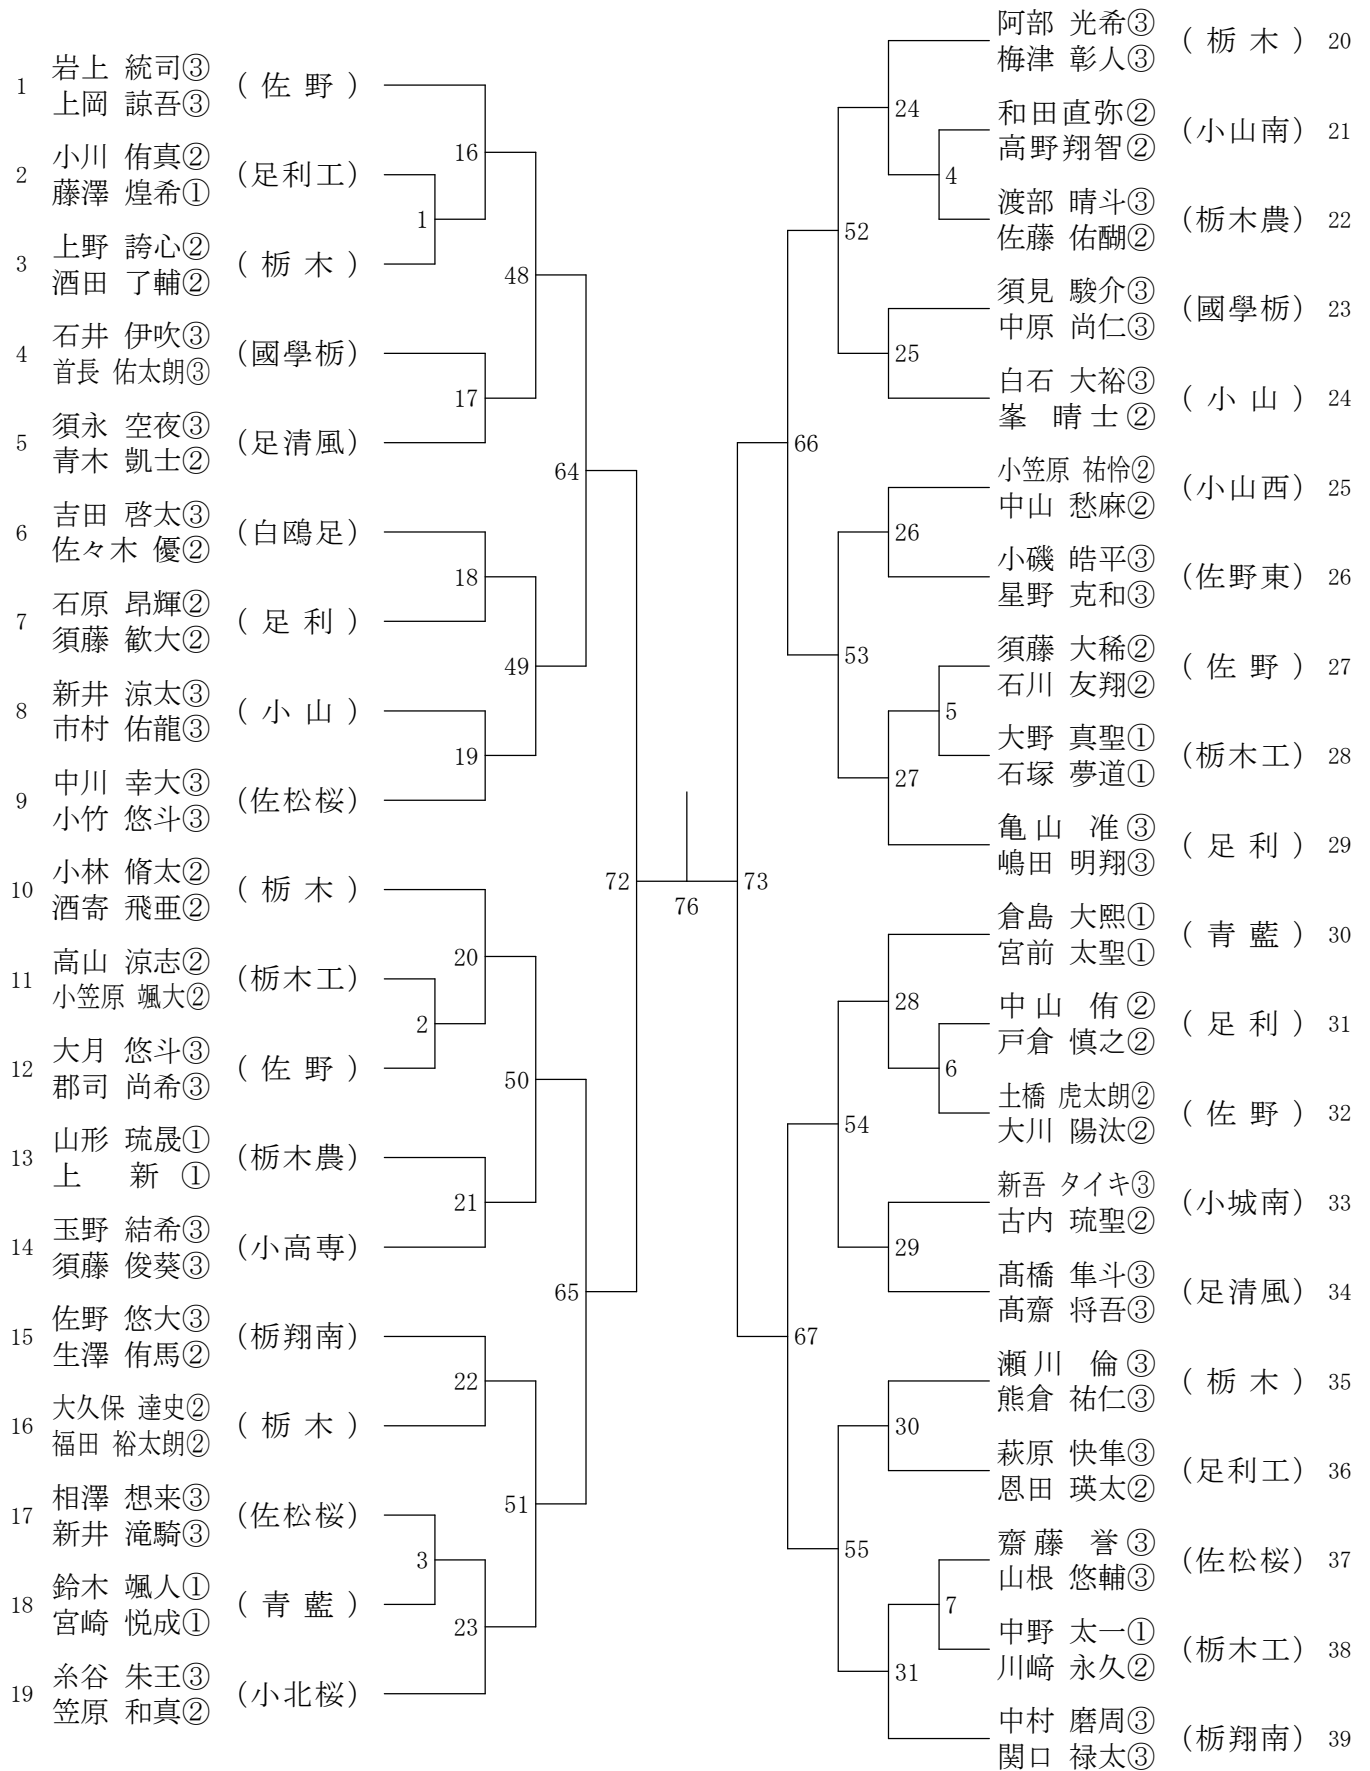 1 岩上 統司③ (佐野)
上岡 諒吾③
2 小川 侑真② (足利工)
藤澤 煌希①
3 上野 誇心② (栃木)
酒田 了輔②
4 石井 伊吹③ (國學栃)
首長 佑太朗③
5 須永 空夜③ (足清風)
青木 凱士②
6 吉田 啓太③ (白鴎足)
佐々木 優②
7 石原 昂輝② (足利)
須藤 歓大②
8 新井 涼太③ (小山)
市村 佑龍③
9 中川 幸大③ (佐松桜)
小竹 悠斗③
10 小林 脩太② (栃木)
酒寄 飛亜②
11 高山 涼志② (栃木工)
小笠原 颯大②
12 大月 悠斗③ (佐野)
郡司 尚希③
13 山形 琉晟① (栃木農)
上 新①
14 玉野 結希③ (小高専)
須藤 俊葵③
15 佐野 悠大③ (栃翔南)
生澤 侑馬②
16 大久保 達史② (栃木)
福田 裕太朗②
17 相澤 想来③ (佐松桜)
新井 滝騎③
18 鈴木 颯人① (青藍)
宮崎 悦成①
19 糸谷 朱王③ (小北桜)
笠原 和真②
16
1
48
17
64
18
49
19
72
20
2
50
21
65
22
51
3
23
76
73
阿部 光希③ (栃木) 20
梅津 彰人③
和田直弥② (小山南) 21
高野翔智②
渡部 晴斗③ (栃木農) 22
佐藤 佑醐②
須見 駿介③ (國學栃) 23
中原 尚仁③
白石 大裕③ (小山) 24
峯 晴士②
小笠原 祐怜② (小山西) 25
中山 愁麻②
小磯 皓平③ (佐野東) 26
星野 克和③
須藤 大稀② (佐野) 27
石川 友翔②
大野 真聖① (栃木工) 28
石塚 夢道①
亀山 准③ (足利) 29
嶋田 明翔③
倉島 大熙① (青藍) 30
宮前 太聖①
中山 侑② (足利) 31
戸倉 慎之②
土橋 虎太朗② (佐野) 32
大川 陽汰②
新吾 タイキ③ (小城南) 33
古内 琉聖②
髙橋 隼斗③ (足清風) 34
髙齋 将吾③
瀬川 倫③ (栃木) 35
熊倉 祐仁③
萩原 快隼③ (足利工) 36
恩田 瑛太②
齋藤 誉③ (佐松桜) 37
山根 悠輔③
中野 太一① (栃木工) 38
川﨑 永久②
中村 磨周③ (栃翔南) 39
関口 禄太③
24
4
52
25
66
26
53
5
27
28
6
54
29
67
30
55
7
31